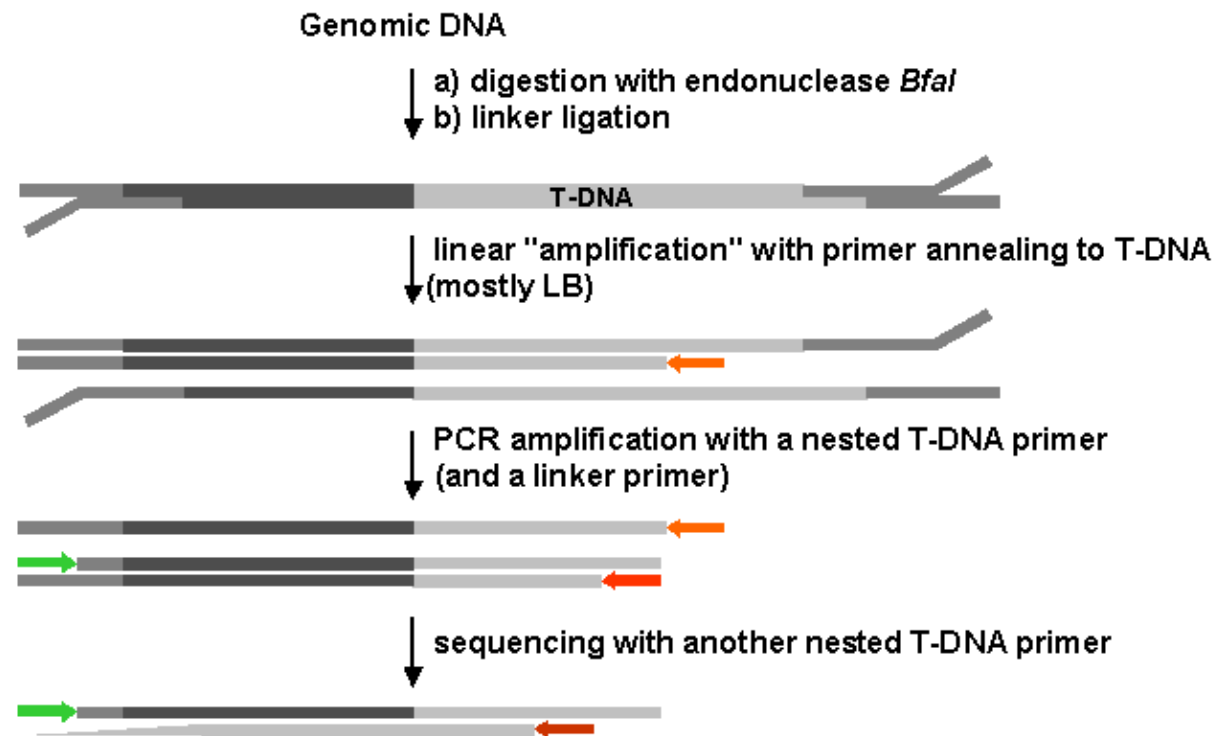 Genomic DNA
a) digestion with endonuclease BfaI
b) linker ligation
T-DNA
linear "amplification" with primer annealing to T-DNA
(mostly LB)
PCR amplification with a nested T-DNA primer
(and a linker primer)
sequencing with another nested T-DNA primer